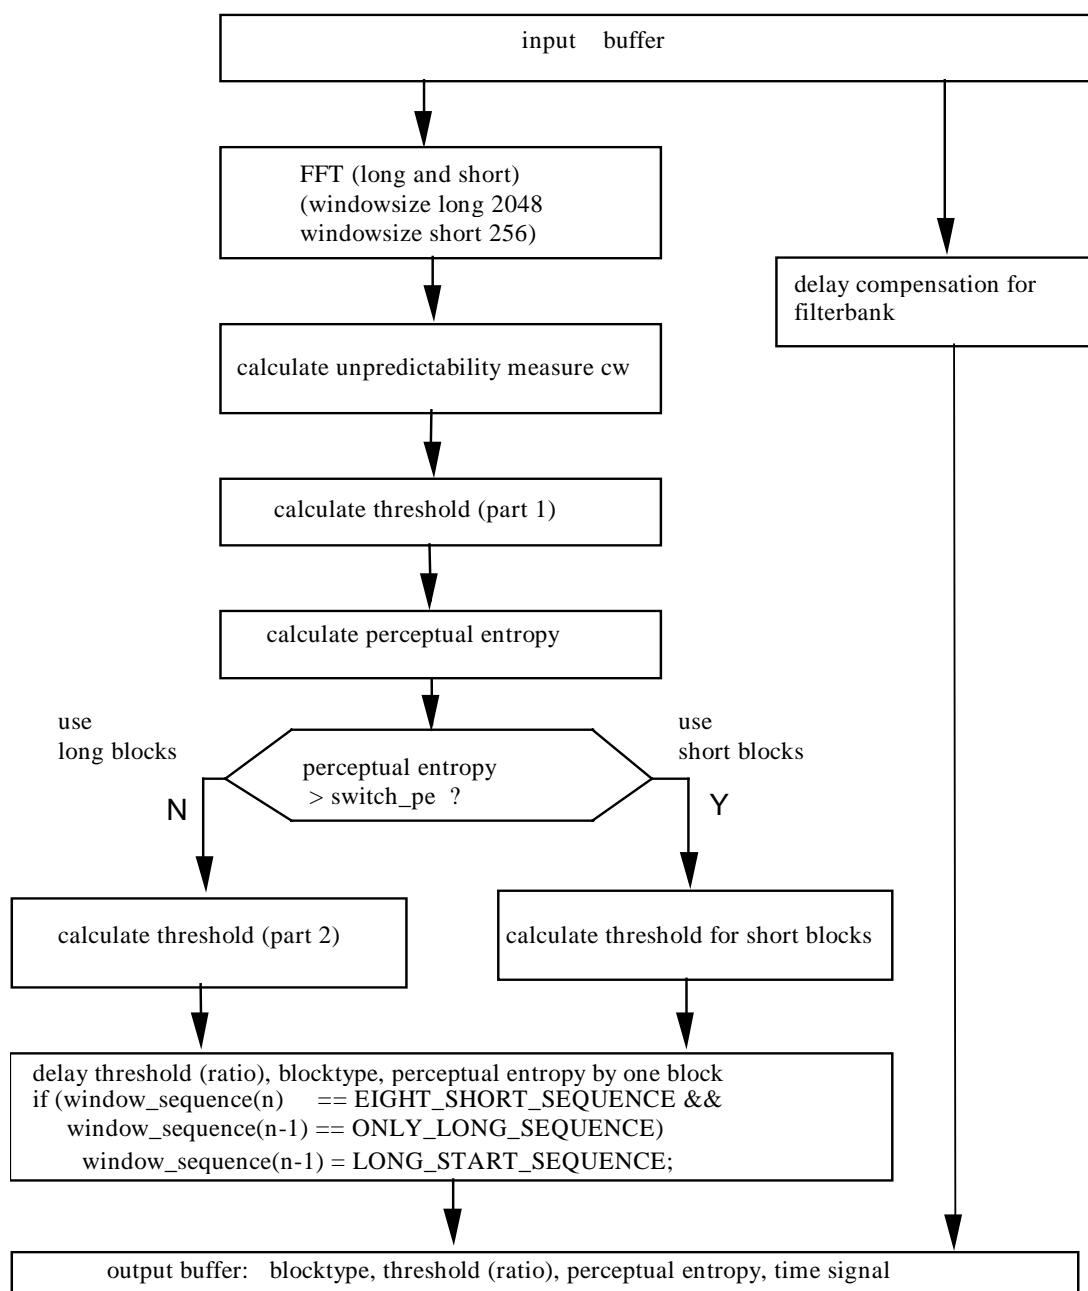 input buffer
FFT (long and short)
(windowsize long 2048
windowsize short 256)
delay compensation for
filterbank
calculate unpredictability measure cw
calculate threshold (part 1)
calculate perceptual entropy
use
long blocks
use
short blocks
perceptual entropy
> switch_pe ?
N
Y
calculate threshold (part 2)
calculate threshold for short blocks
delay threshold (ratio), blocktype, perceptual entropy by one block
if (window_sequence(n) == EIGHT_SHORT_SEQUENCE &&
window_sequence(n-1) == ONLY_LONG_SEQUENCE)
window_sequence(n-1) = LONG_START_SEQUENCE;
output buffer: blocktype, threshold (ratio), perceptual entropy, time signal